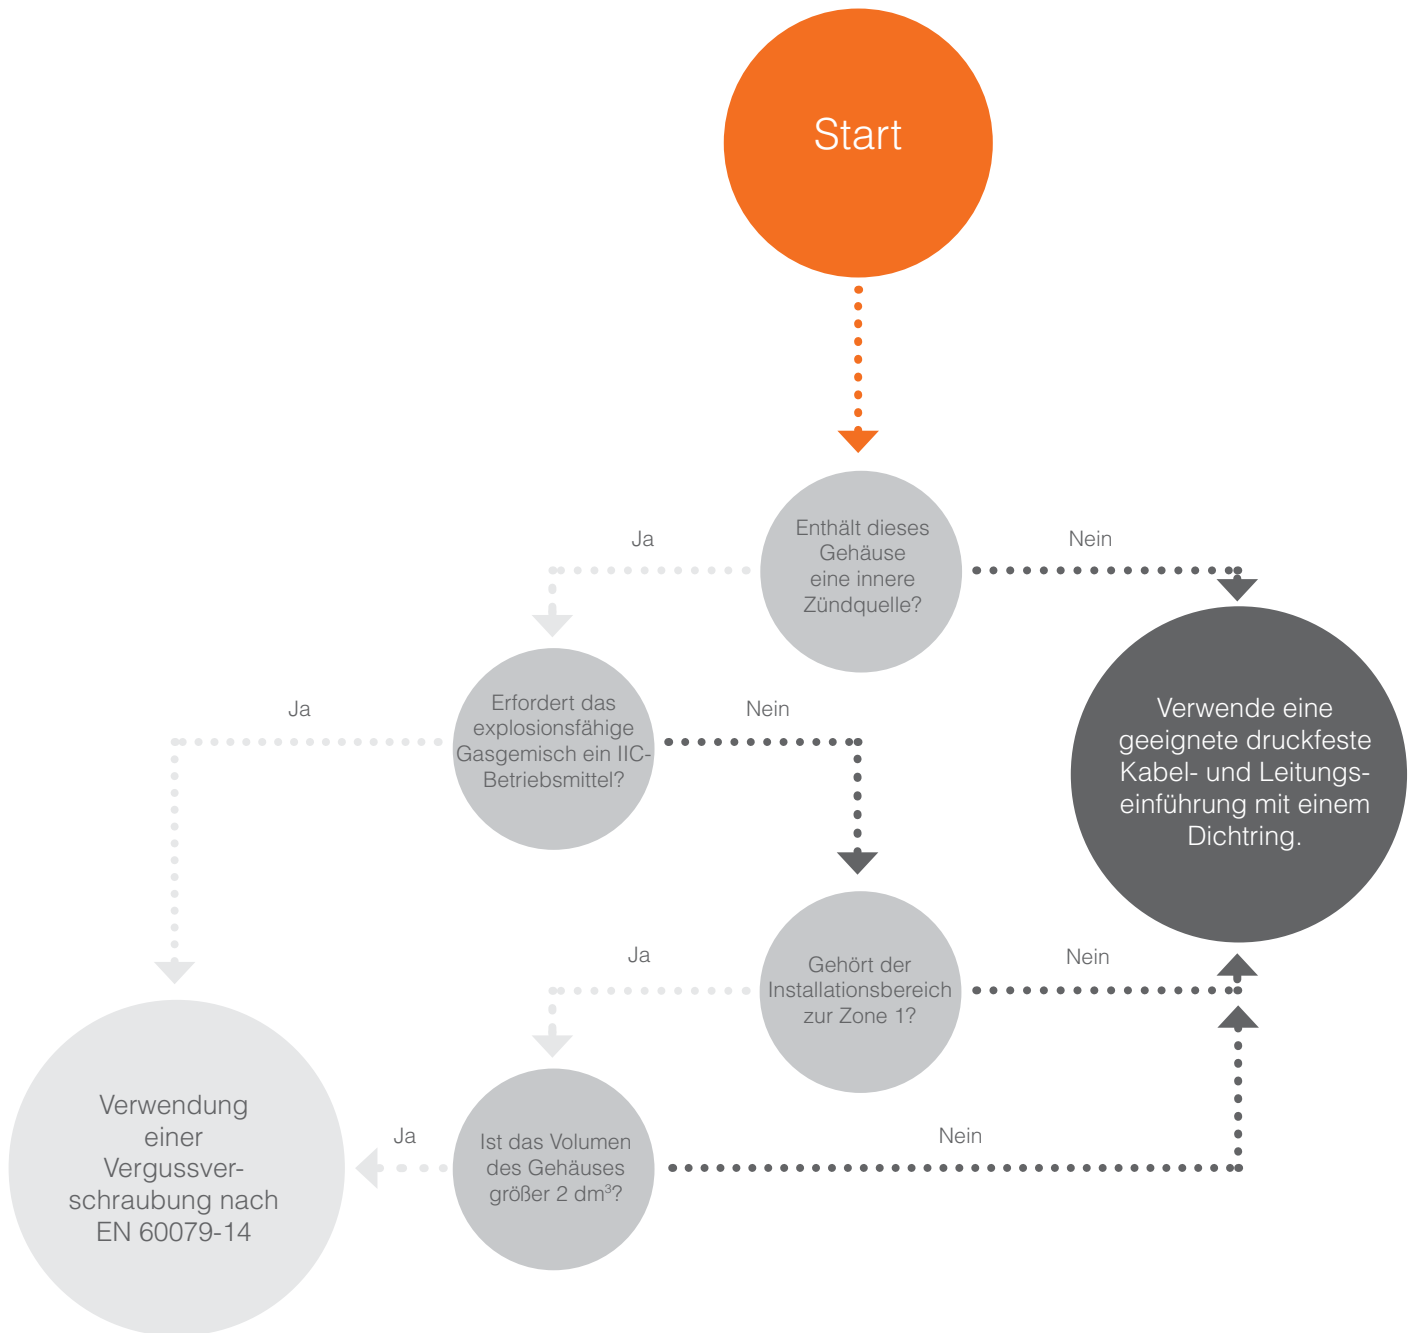 Start
Enthält dieses
Gehäuse
eine innere
Zündquelle?
Ja
Nein
Erfordert das
explosionsfähige
Gasgemisch ein IIC-
Betriebsmittel?
Ja
Nein
Verwende eine
geeignete druckfeste
Kabel- und Leitungs-
einführung mit einem
Dichtring.
Gehört der
Installationsbereich
zur Zone 1?
Ja
Nein
Ist das Volumen
des Gehäuses
größer 2 dm³?
Ja
Nein
Verwendung
einer
Vergussver-
schraubung nach
EN 60079-14